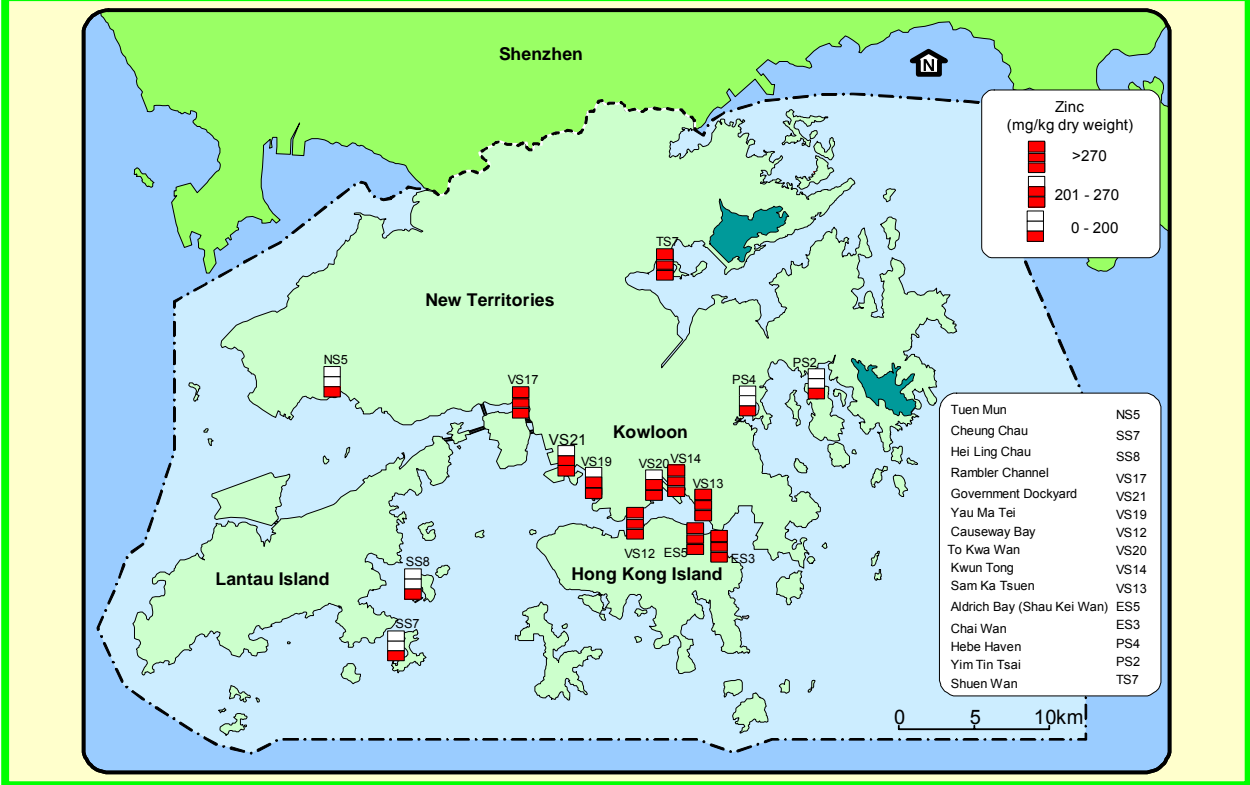 Shenzhen
N
Zinc
(mg/kg dry weight)
>270
201 - 270
0 - 200
TS7
New Territories
NS5
VS17
PS4
PS2
Kowloon
VS21
VS19
VS20
VS14
VS13
VS12
ES5
ES3
Hong Kong Island
Lantau Island
SS8
SS7
Tuen Mun NS5
Cheung Chau SS7
Hei Ling Chau SS8
Rambler Channel VS17
Government Dockyard VS21
Yau Ma Tei VS19
Causeway Bay VS12
To Kwa Wan VS20
Kwun Tong VS14
Sam Ka Tsuen VS13
Aldrich Bay (Shau Kei Wan) ES5
Chai Wan ES3
Hebe Haven PS4
Yim Tin Tsai PS2
Shuen Wan TS7
0 5 10km